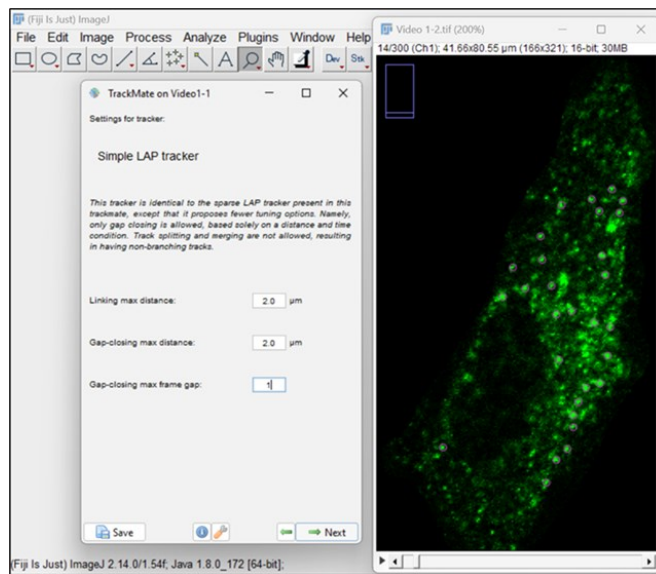 (Fiji Is Just) ImageJ
File Edit Image Process Analyze Plugins Window Help
Dev Stk
TrackMate on Video1-1
Settings for tracker:
Simple LAP tracker
This tracker is identical to the sparse LAP tracker present in this
trackmate, except that it proposes fewer tuning options. Namely,
only gap closing is allowed, based solely on a distance and time
condition. Track splitting and merging are not allowed, resulting
in having non-branching tracks.
Linking max distance: 2.0 µm
Gap-closing max distance: 2.0 µm
Gap-closing max frame gap: 1
Save Next
(Fiji Is Just) ImageJ 2.14.0/1.54f; Java 1.8.0_172 [64-bit];
Video 1-2.tif (200%)
14/300 (Ch1); 41.66x80.55 µm (166x321); 16-bit; 30MB